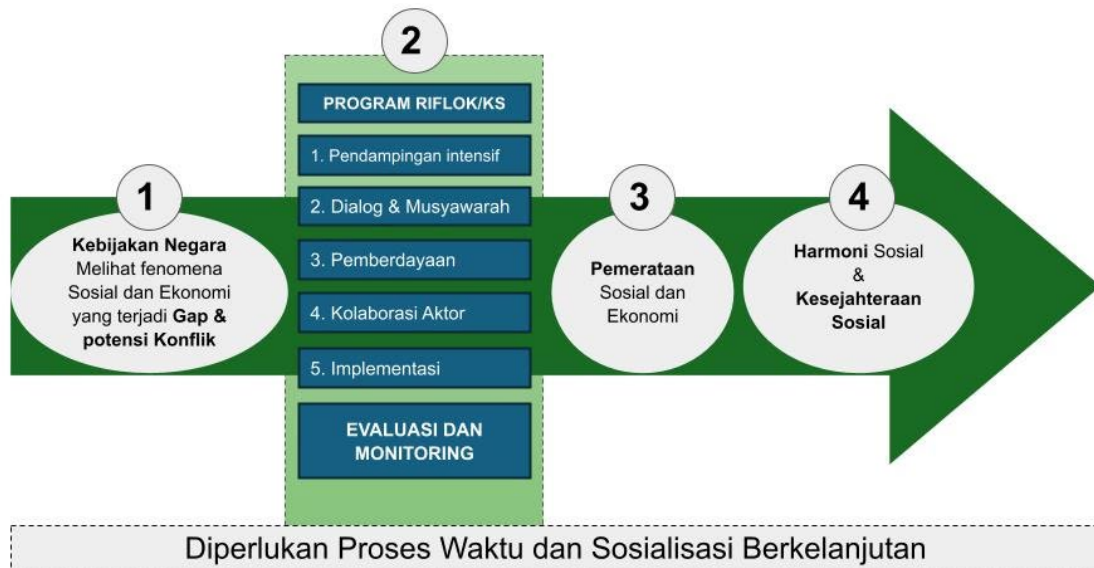 1
Kebijakan Negara
Melihat fenomena
Sosial dan Ekonomi
yang terjadi Gap &
potensi Konflik
2
PROGRAM RIFLOK/KS
1. Pendampingan intensif
2. Dialog & Musyawarah
3. Pemberdayaan
4. Kolaborasi Aktor
5. Implementasi
EVALUASI DAN
MONITORING
3
Pemerataan
Sosial dan
Ekonomi
4
Harmoni Sosial
&
Kesejahteraan
Sosial
Diperlukan Proses Waktu dan Sosialisasi Berkelanjutan